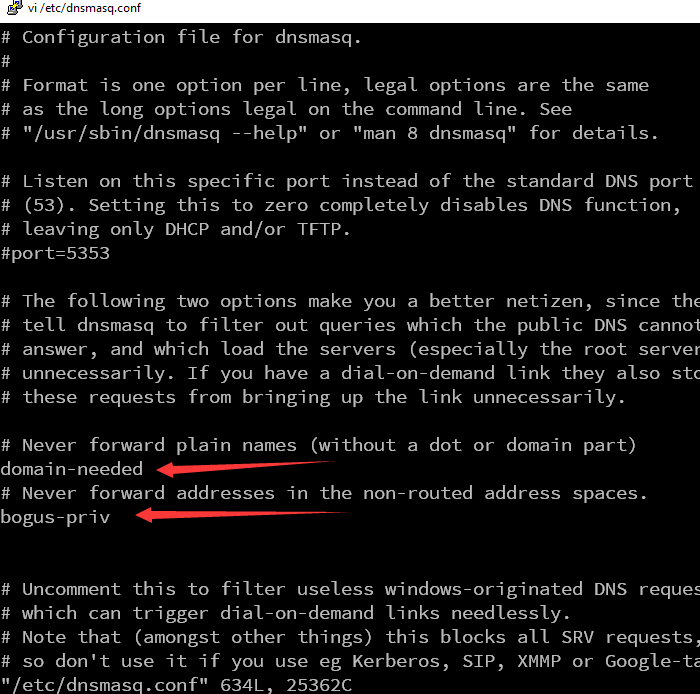 vi /etc/dnsmasq.conf
# Configuration file for dnsmasq.
#
# Format is one option per line, legal options are the same
# as the long options legal on the command line. See
# "/usr/sbin/dnsmasq --help" or "man 8 dnsmasq" for details.
# Listen on this specific port instead of the standard DNS port
# (53). Setting this to zero completely disables DNS function,
# leaving only DHCP and/or TFTP.
#port=5353
# The following two options make you a better netizen, since the
# tell dnsmasq to filter out queries which the public DNS cannot
# answer, and which load the servers (especially the root server
# unnecessarily. If you have a dial-on-demand link they also sto
# these requests from bringing up the link unnecessarily.
# Never forward plain names (without a dot or domain part)
domain-needed
# Never forward addresses in the non-routed address spaces.
bogus-priv
# Uncomment this to filter useless windows-originated DNS reques
# which can trigger dial-on-demand links needlessly.
# Note that (amongst other things) this blocks all SRV requests,
# so don't use it if you use eg Kerberos, SIP, XMMP or Google-ta
"/etc/dnsmasq.conf" 634L, 25362C